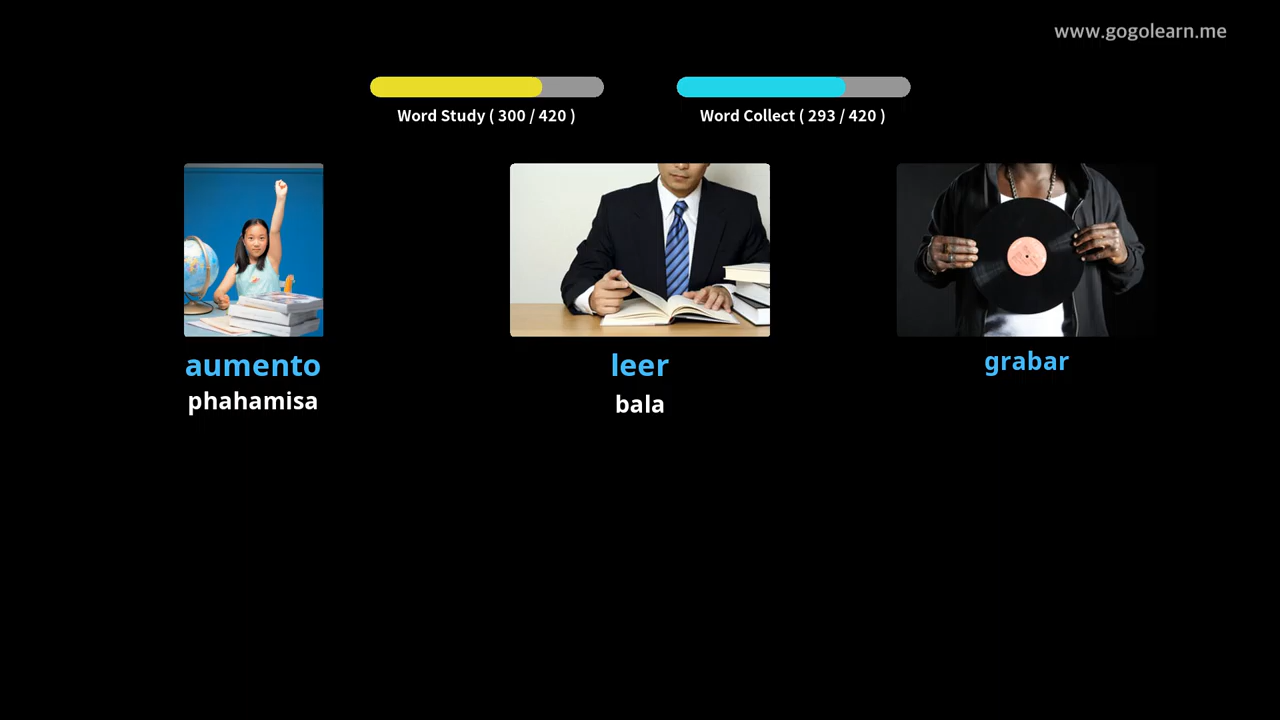 www.gogolearn.me
Word Study ( 300 / 420 )
Word Collect ( 293 / 420 )
aumento
phahamisa
leer
bala
grabar